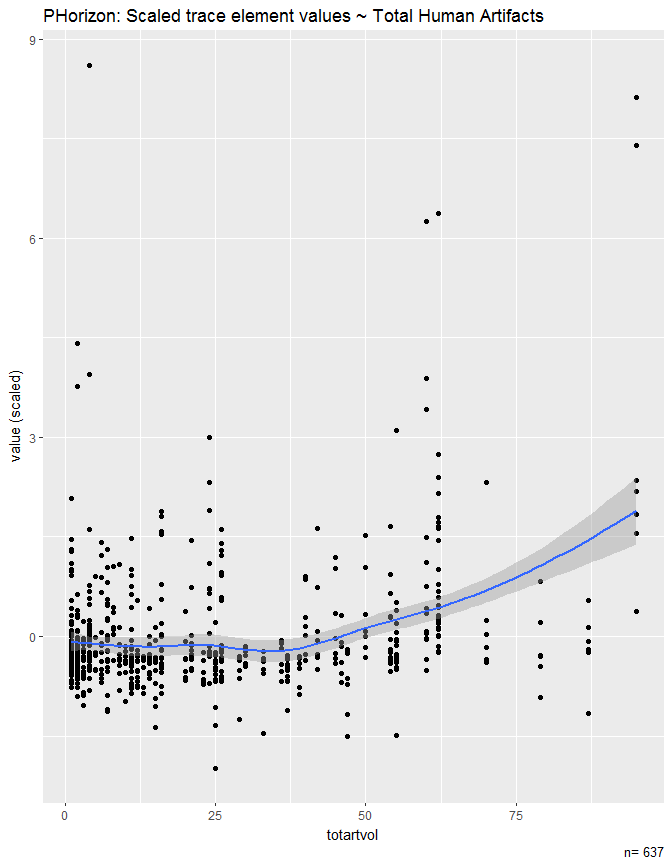 PHorizon: Scaled trace element values ~ Total Human Artifacts
9
6
3
0
value (scaled)
0 25 50 75
totartvol
n= 637